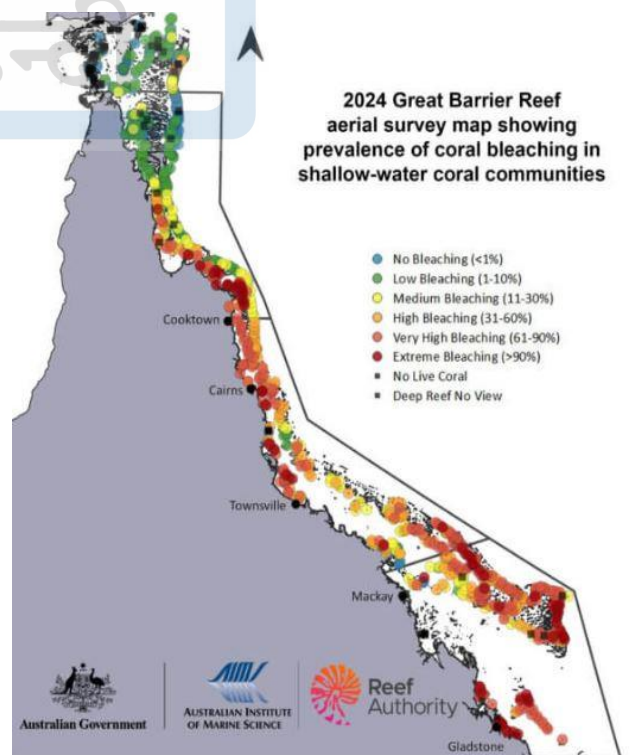 2024 Great Barrier Reef
aerial survey map showing
prevalence of coral bleaching in
shallow-water coral communities
No Bleaching (<1%)
Low Bleaching (1-10%)
Medium Bleaching (11-30%)
High Bleaching (31-60%)
Very High Bleaching (61-90%)
Extreme Bleaching (>90%)
No Live Coral
Deep Reef No View
Cooktown
Cairns
Townsville
Mackay
Gladstone
Australian Government
AIMS
AUSTRALIAN INSTITUTE
OF MARINE SCIENCE
Reef
Authority